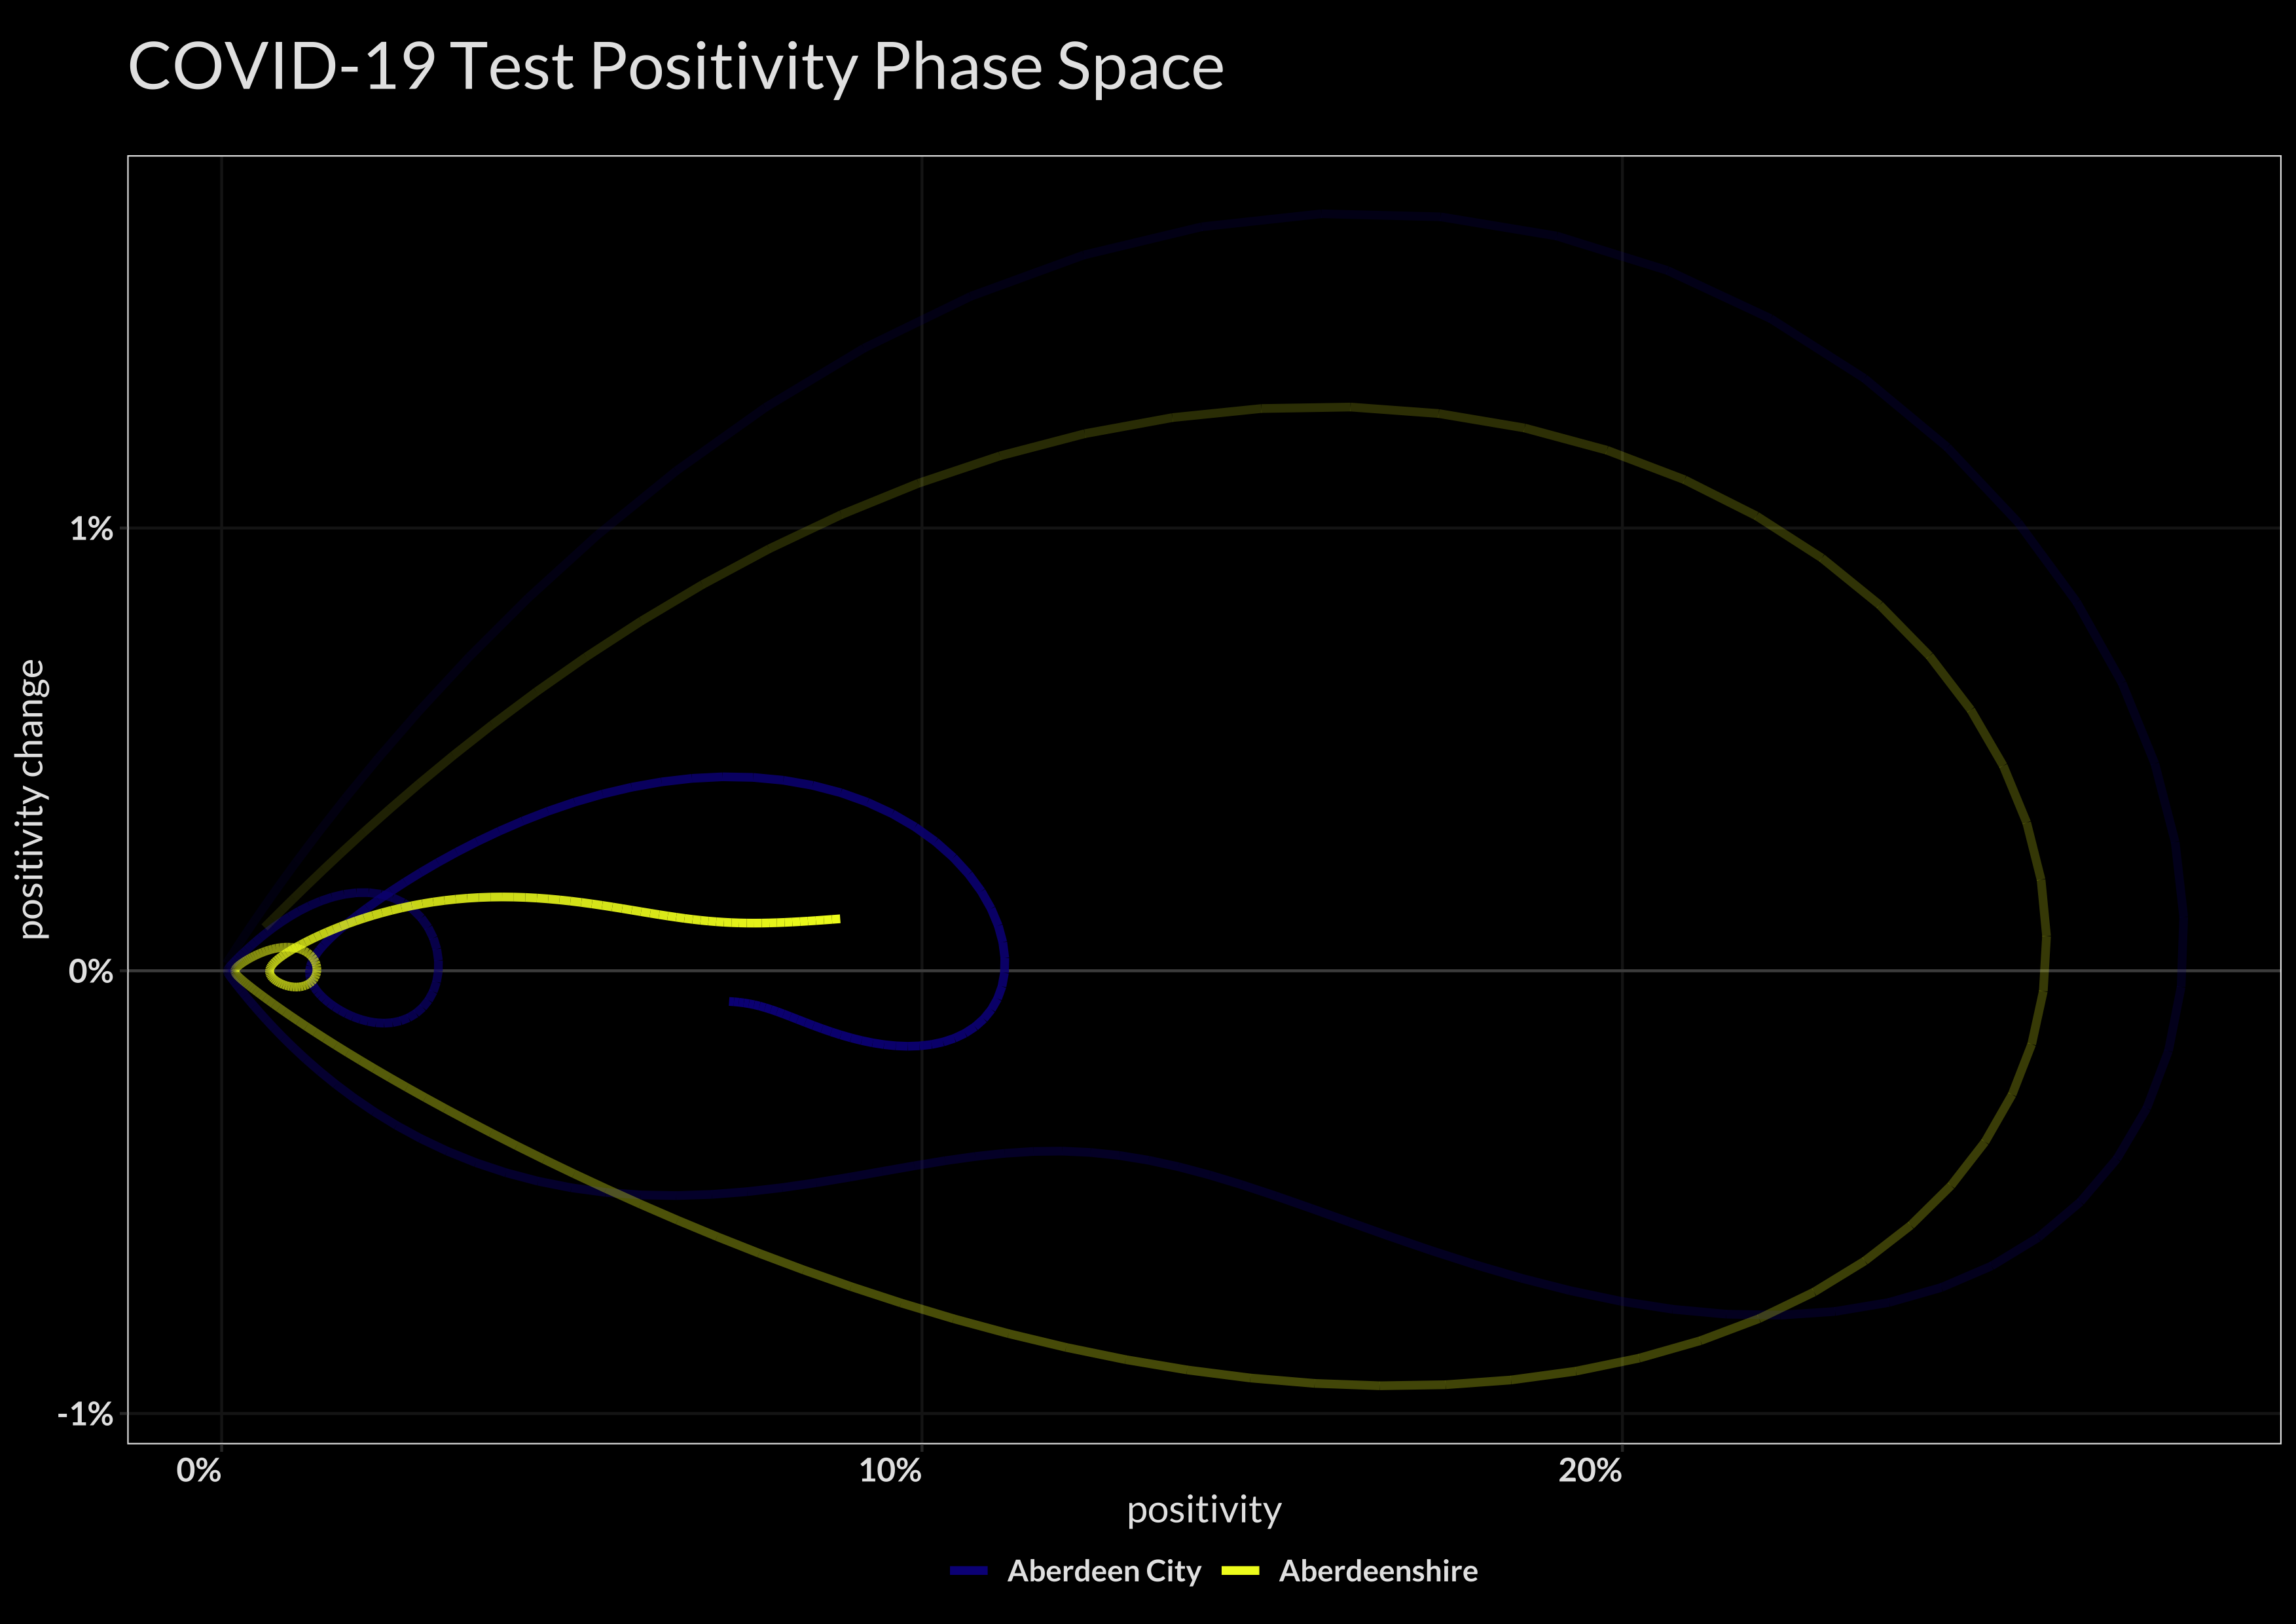 COVID-19 Test Positivity Phase Space
positivity change
1%
0%
-1%
0% 10% 20%
positivity
Aberdeen City Aberdeenshire